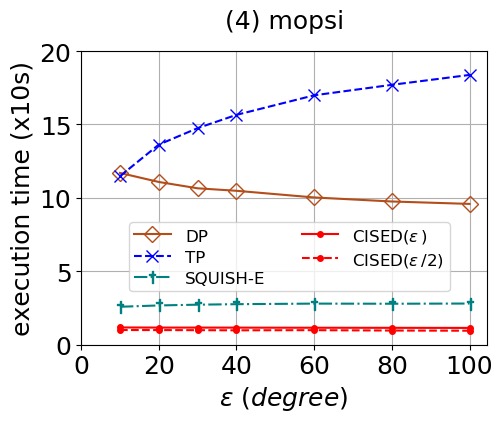 (4) mopsi
execution time (x10s)
20
15
10
5
0
DP
TP
SQUISH-E
CISED(ε )
CISED(ε /2)
0 20 40 60 80 100
ε (degree)